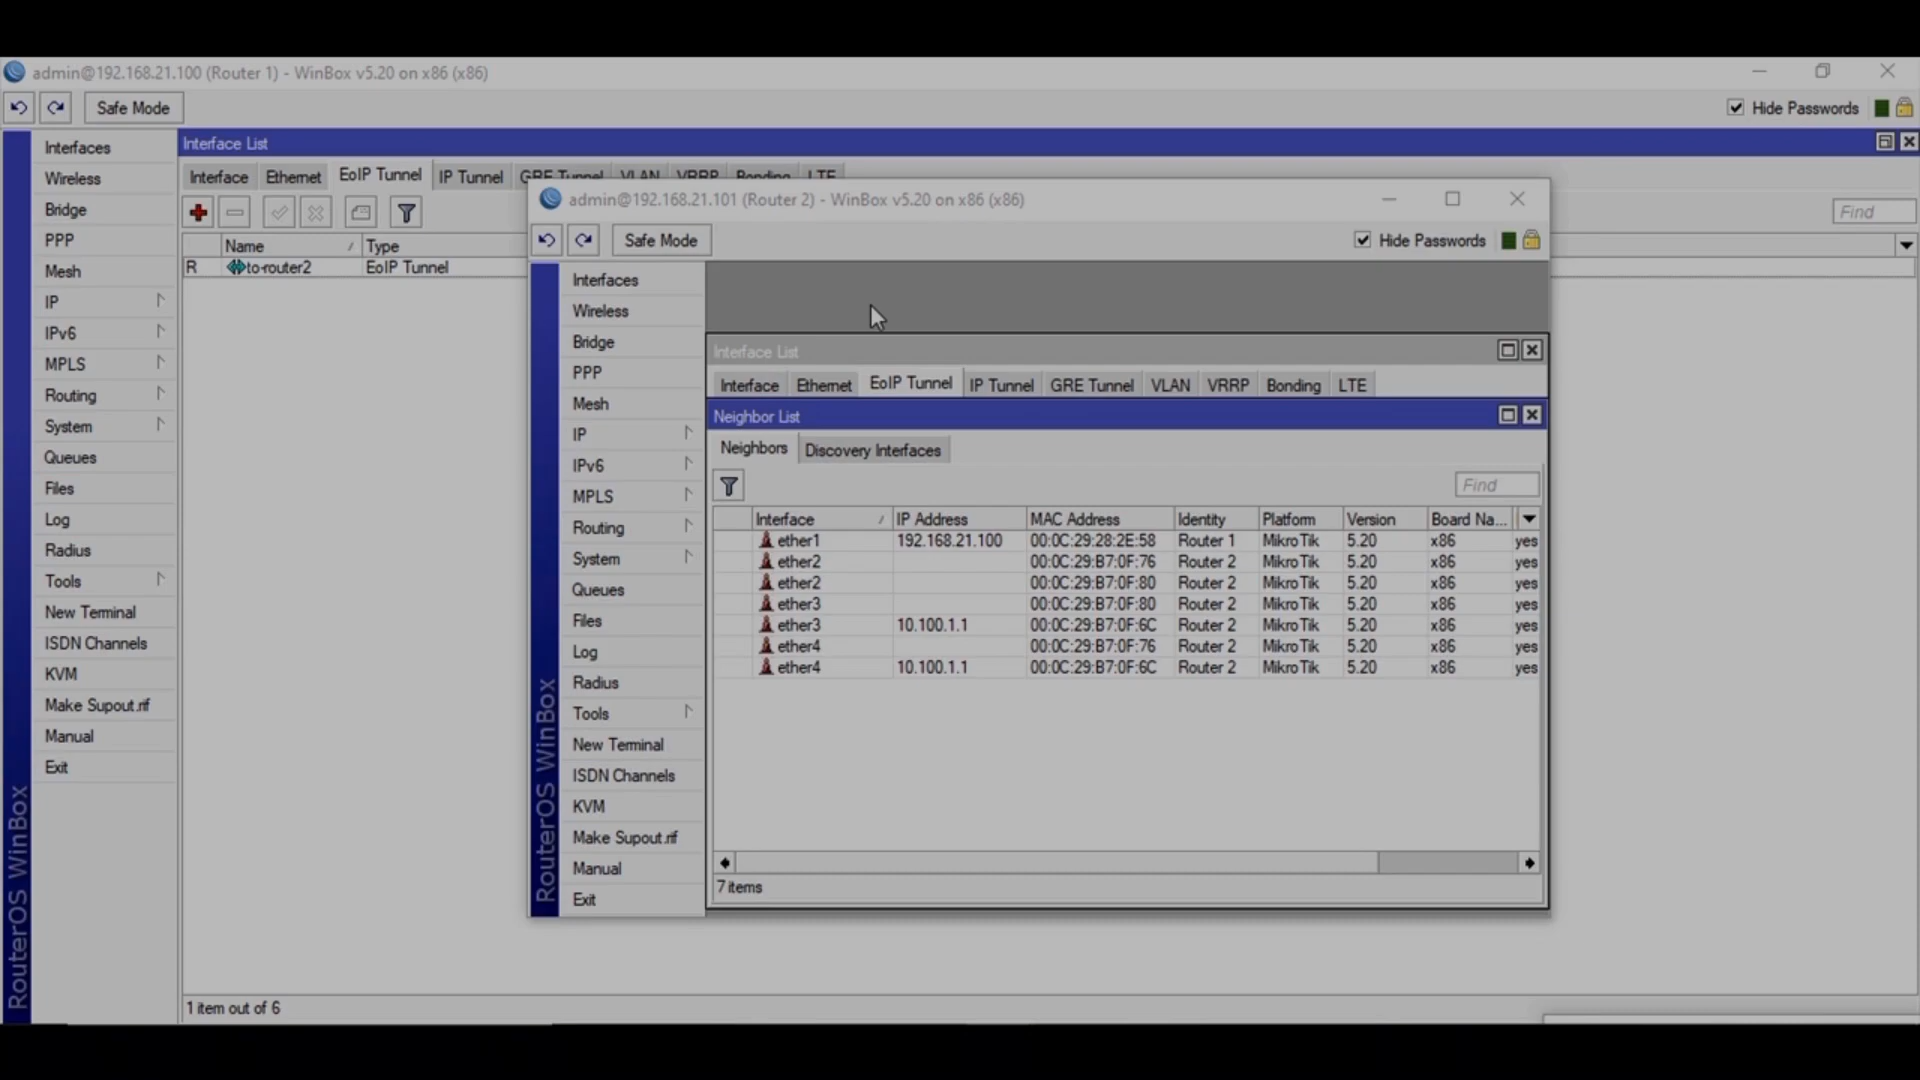 admin@192.168.21.100 (Router 1) - WinBox v5.20 on x86 (x86)
Safe Mode
Hide Passwords
Interfaces
Wireless
Bridge
PPP
Mesh
IP
IPv6
MPLS
Routing
System
Queues
Files
Log
Radius
Tools
New Terminal
ISDN Channels
KVM
Make Supout.rif
Manual
Exit
RouterOS WinBox
Interface List
Interface Ethernet EoIP Tunnel IP Tunnel GRE Tunnel VLAN VRRP Bonding LTE
Find
Name Type
R to-router2 EoIP Tunnel
1 item out of 6
admin@192.168.21.101 (Router 2) - WinBox v5.20 on x86 (x86)
Safe Mode
Hide Passwords
Interfaces
Wireless
Bridge
PPP
Mesh
IP
IPv6
MPLS
Routing
System
Queues
Files
Log
Radius
Tools
New Terminal
ISDN Channels
KVM
Make Supout.rif
Manual
Exit
RouterOS WinBox
Interface List
Interface Ethernet EoIP Tunnel IP Tunnel GRE Tunnel VLAN VRRP Bonding LTE
Neighbor List
Neighbors Discovery Interfaces
Find
Interface IP Address MAC Address Identity Platform Version Board Na...
ether1 192.168.21.100 00:0C:29:28:2E:58 Router 1 MikroTik 5.20 x86 yes
ether2 00:0C:29:B7:0F:76 Router 2 MikroTik 5.20 x86 yes
ether2 00:0C:29:B7:0F:80 Router 2 MikroTik 5.20 x86 yes
ether3 00:0C:29:B7:0F:80 Router 2 MikroTik 5.20 x86 yes
ether3 10.100.1.1 00:0C:29:B7:0F:6C Router 2 MikroTik 5.20 x86 yes
ether4 00:0C:29:B7:0F:76 Router 2 MikroTik 5.20 x86 yes
ether4 10.100.1.1 00:0C:29:B7:0F:6C Router 2 MikroTik 5.20 x86 yes
7 items